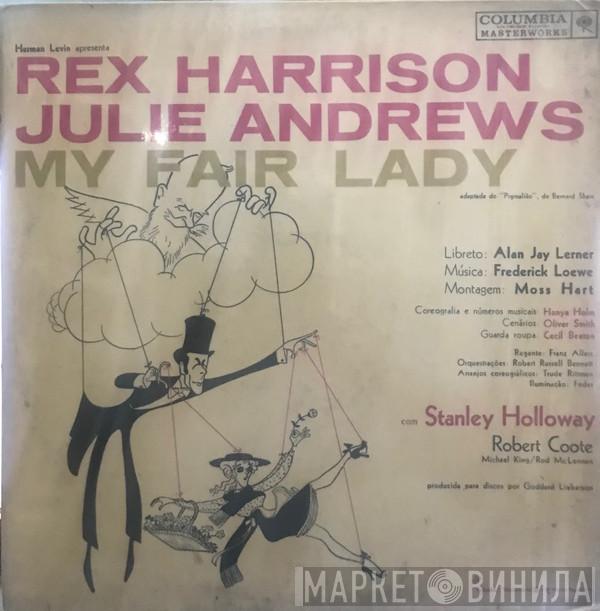 COLUMBIA
MASTERWORKS
Herman Levin apresenta
REX HARRISON
JULIE ANDREWS
MY FAIR LADY
adaptada do "Pigmalião", de Bernard Shaw
Libreto: Alan Jay Lerner
Música: Frederick Loewe
Montagem: Moss Hart
Coreografia e números musicais: Hanya Holm
Cenários: Oliver Smith
Guarda roupa: Cecil Beaton
Regente: Franz Allers
Orquestrações: Robert Russell Bennett
Arranjos coreográficos: Trude Rittman
Iluminação: Feder
com Stanley Holloway
Robert Coote
Michael King/Rod McLennan
produzida para discos por Goddard Lieberson
МАРКЕТ ВИНИЛА